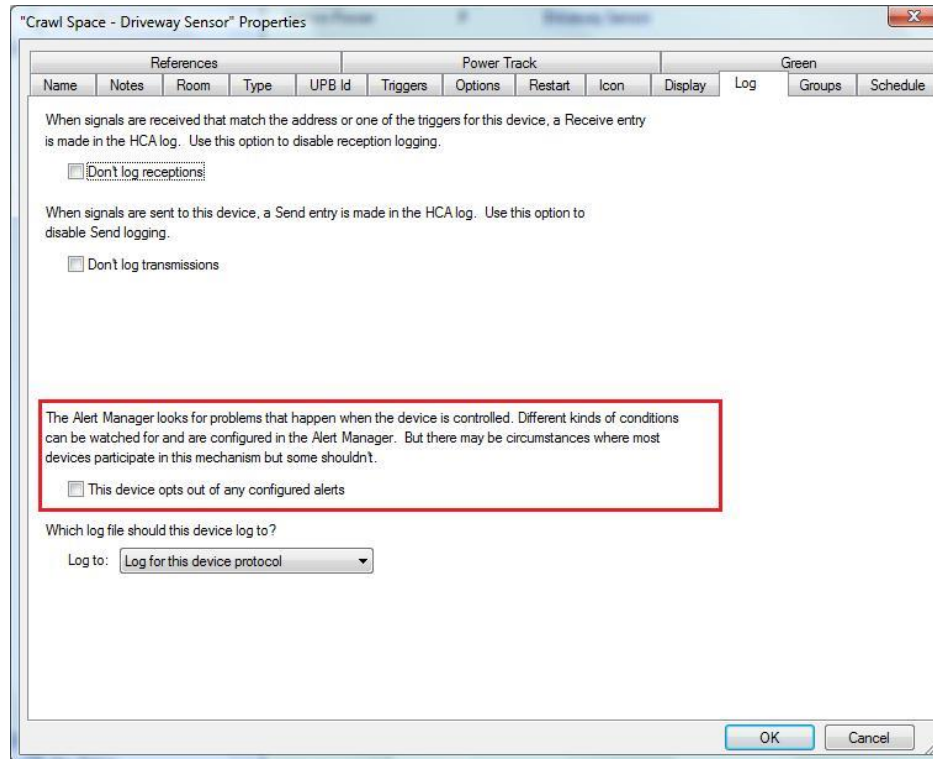 "Crawl Space - Driveway Sensor" Properties
References Power Track Green
Name Notes Room Type UPB Id Triggers Options Restart Icon Display Log Groups Schedule
When signals are received that match the address or one of the triggers for this device, a Receive entry
is made in the HCA log. Use this option to disable reception logging.
Don't log receptions
When signals are sent to this device, a Send entry is made in the HCA log. Use this option to
disable Send logging.
Don't log transmissions
The Alert Manager looks for problems that happen when the device is controlled. Different kinds of conditions
can be watched for and are configured in the Alert Manager. But there may be circumstances where most
devices participate in this mechanism but some shouldn't.
This device opts out of any configured alerts
Which log file should this device log to?
Log to: Log for this device protocol
OK Cancel